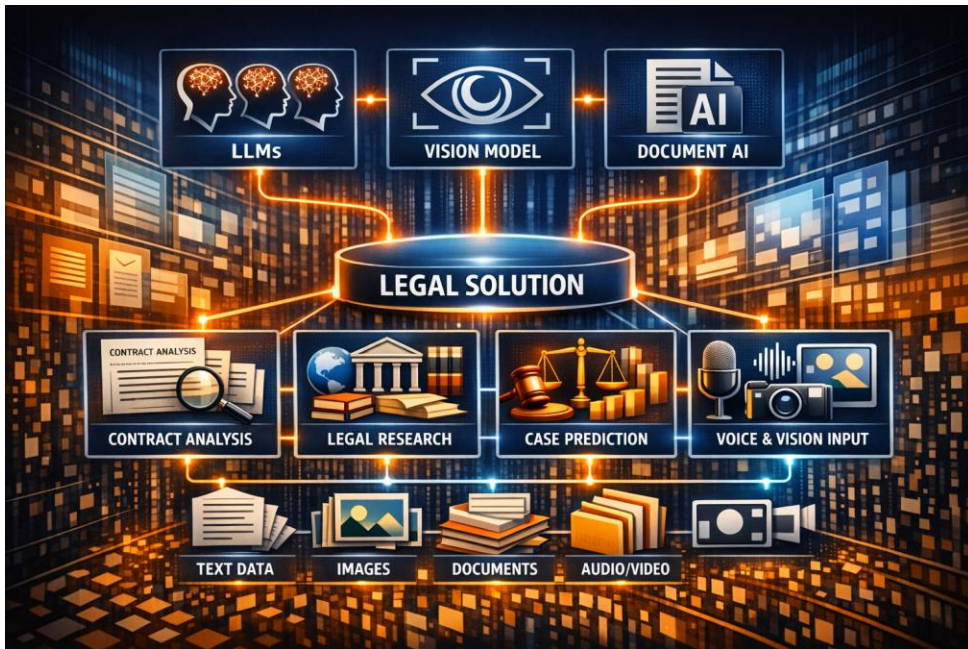 LLMs
VISION MODEL
AI
DOCUMENT AI
LEGAL SOLUTION
CONTRACT ANALYSIS
CONTRACT ANALYSIS
LEGAL RESEARCH
CASE PREDICTION
VOICE & VISION INPUT
TEXT DATA
IMAGES
DOCUMENTS
AUDIO/VIDEO